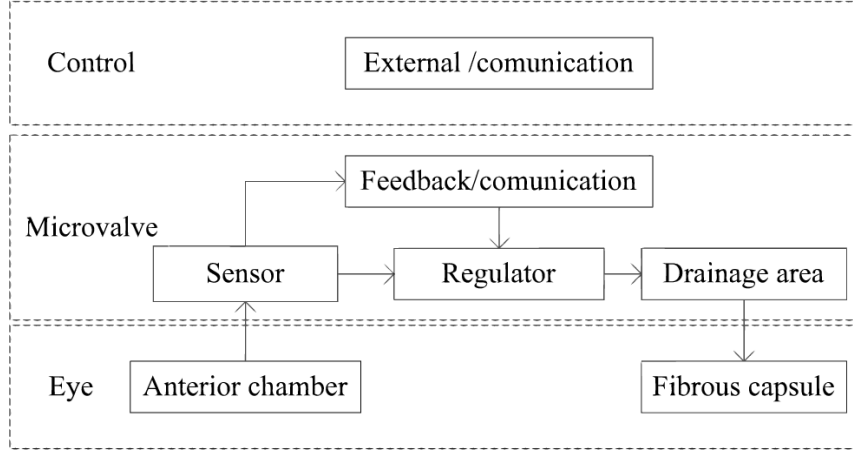 Control
External /comunication
Feedback/comunication
Microvalve
Sensor
Regulator
Drainage area
Eye
Anterior chamber
Fibrous capsule